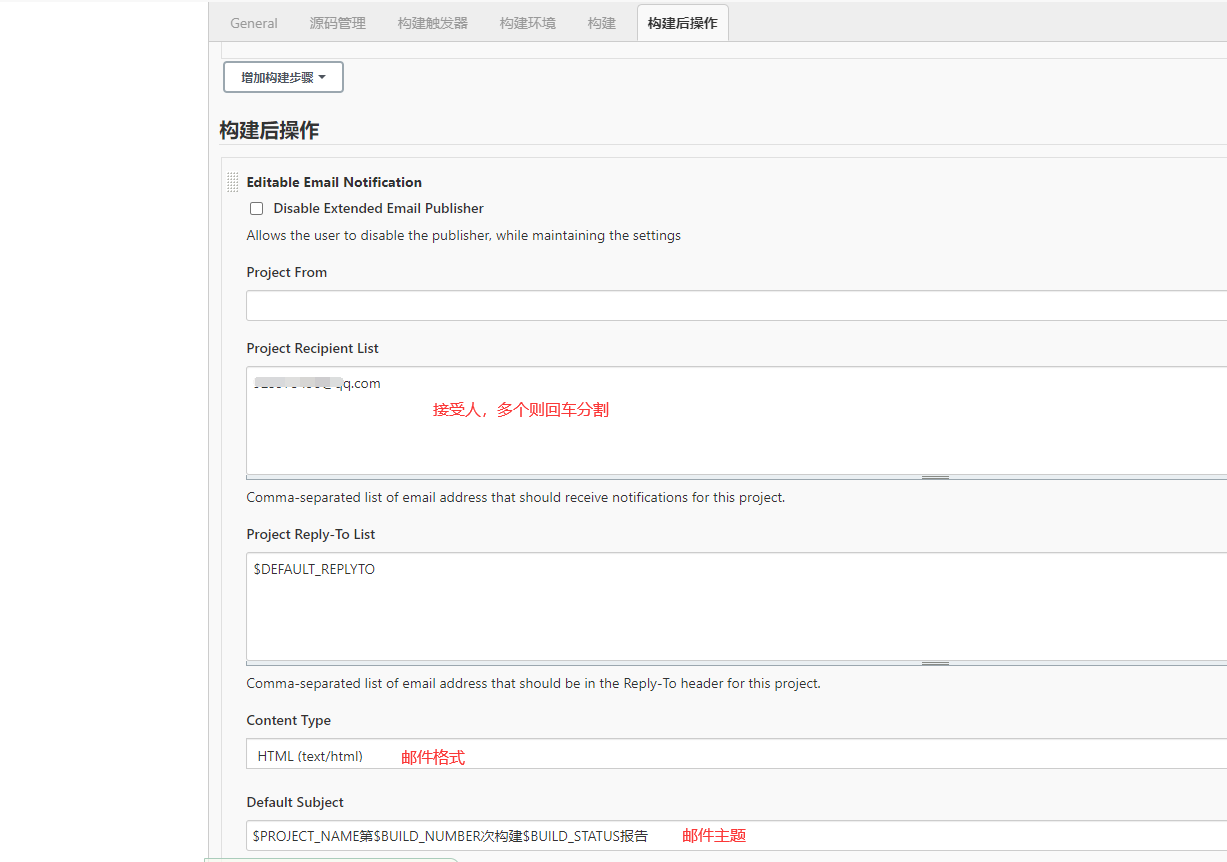 General 源码管理 构建触发器 构建环境 构建 构建后操作
增加构建步骤
构建后操作
Editable Email Notification
Disable Extended Email Publisher
Allows the user to disable the publisher, while maintaining the settings
Project From
Project Recipient List
q.com
接受人，多个则回车分割
Comma-separated list of email address that should receive notifications for this project.
Project Reply-To List
$DEFAULT_REPLYTO
Comma-separated list of email address that should be in the Reply-To header for this project.
Content Type
HTML (text/html) 邮件格式
Default Subject
$PROJECT_NAME第$BUILD_NUMBER次构建$BUILD_STATUS报告 邮件主题